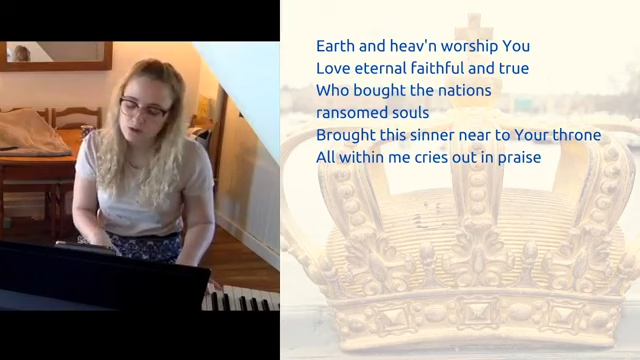 Earth and heav'n worship You
Love eternal faithful and true
Who bought the nations
ransomed souls
Brought this sinner near to Your throne
All within me cries out in praise